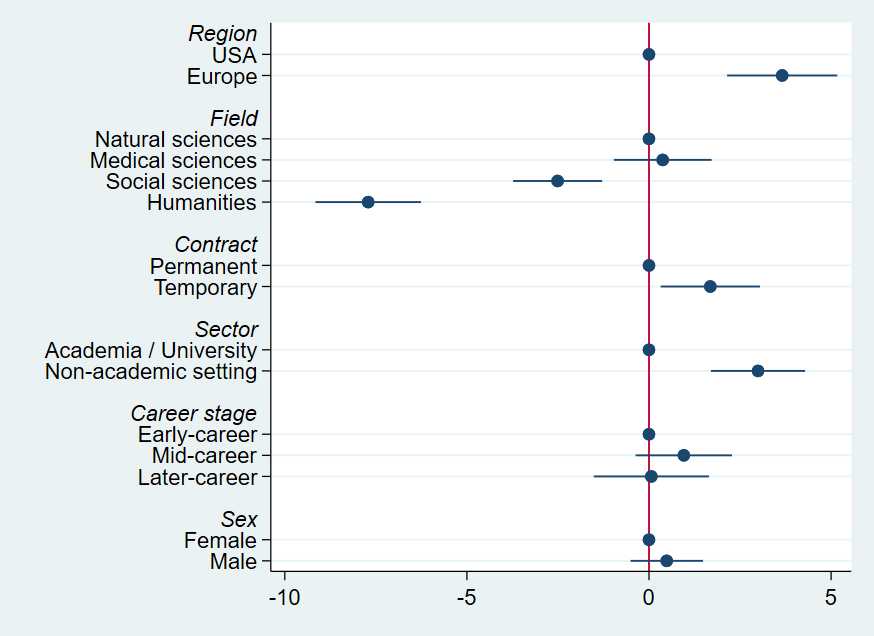 Region
USA
Europe
Field
Natural sciences
Medical sciences
Social sciences
Humanities
Contract
Permanent
Temporary
Sector
Academia / University
Non-academic setting
Career stage
Early-career
Mid-career
Later-career
Sex
Female
Male
-10 -5 0 5